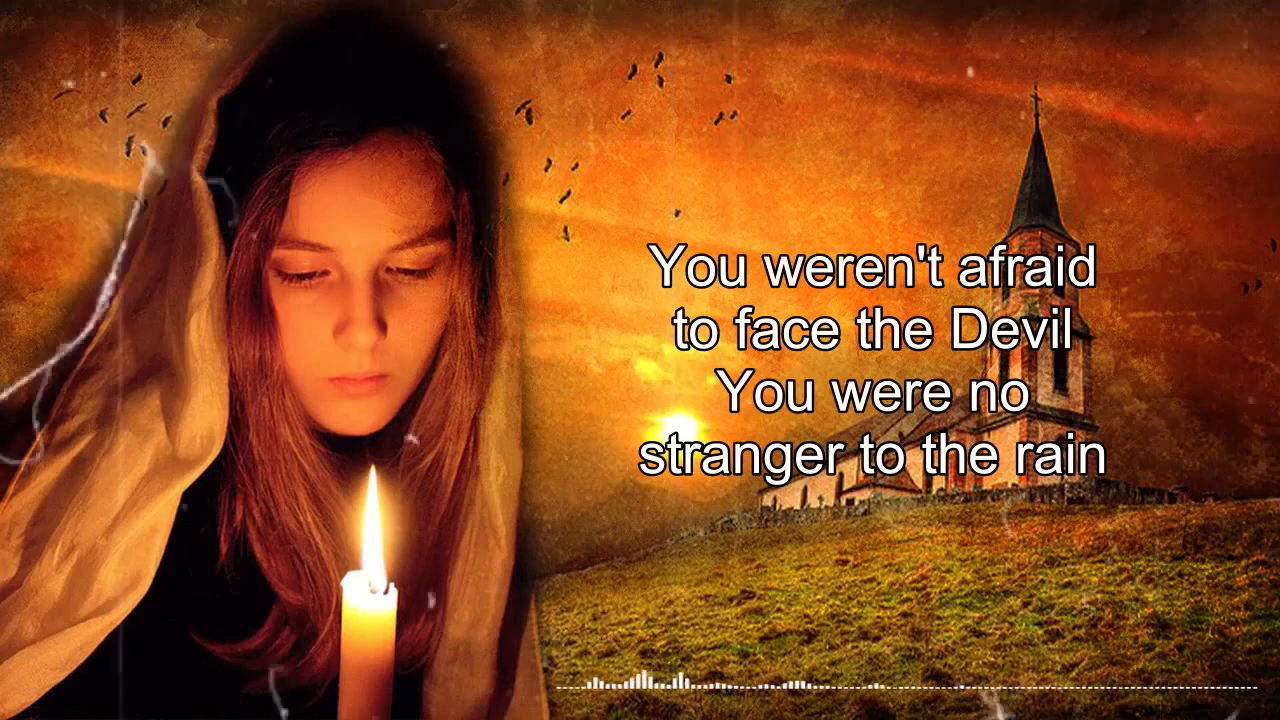 You weren't afraid
to face the Devil
You were no
stranger to the rain